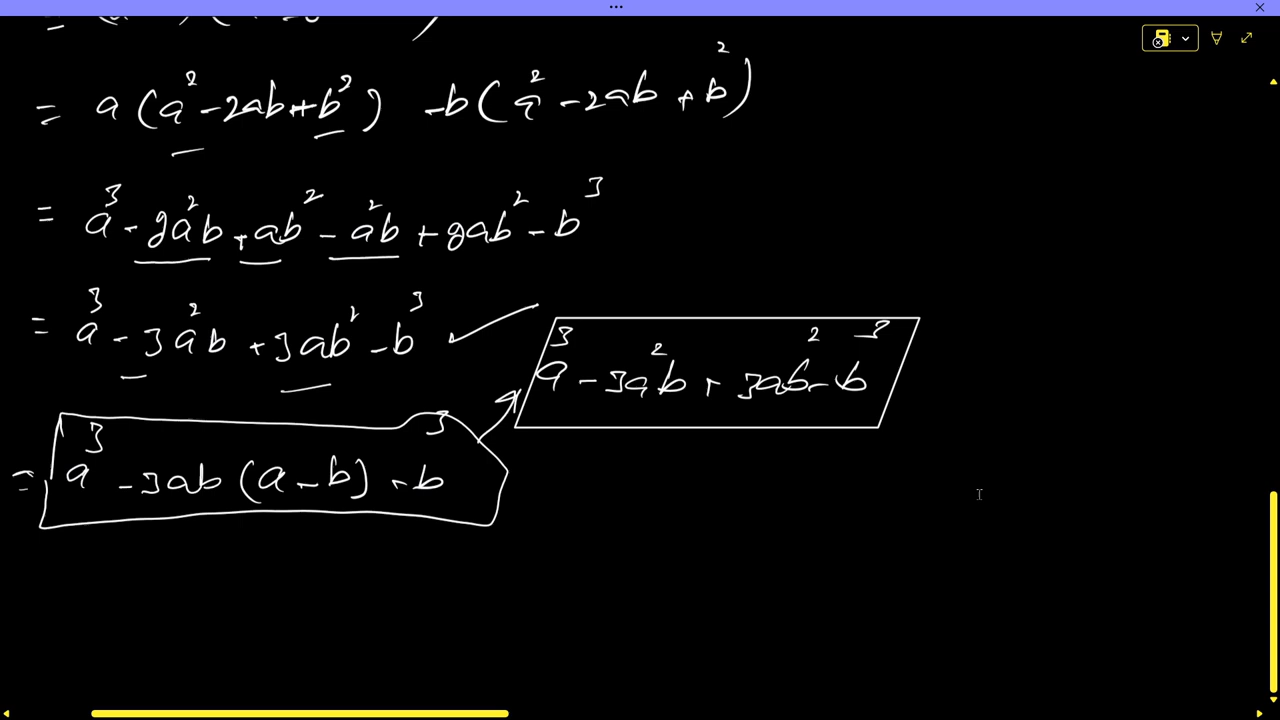 = a(a² - 2ab + b²) - b(a² - 2ab + b²)
= a³ - 2a²b + ab² - a²b + 2ab² - b³
= a³ - 3a²b + 3ab² - b³ ✓
a³ - 3a²b + 3ab² - b³
= a³ - 3ab(a - b) - b³